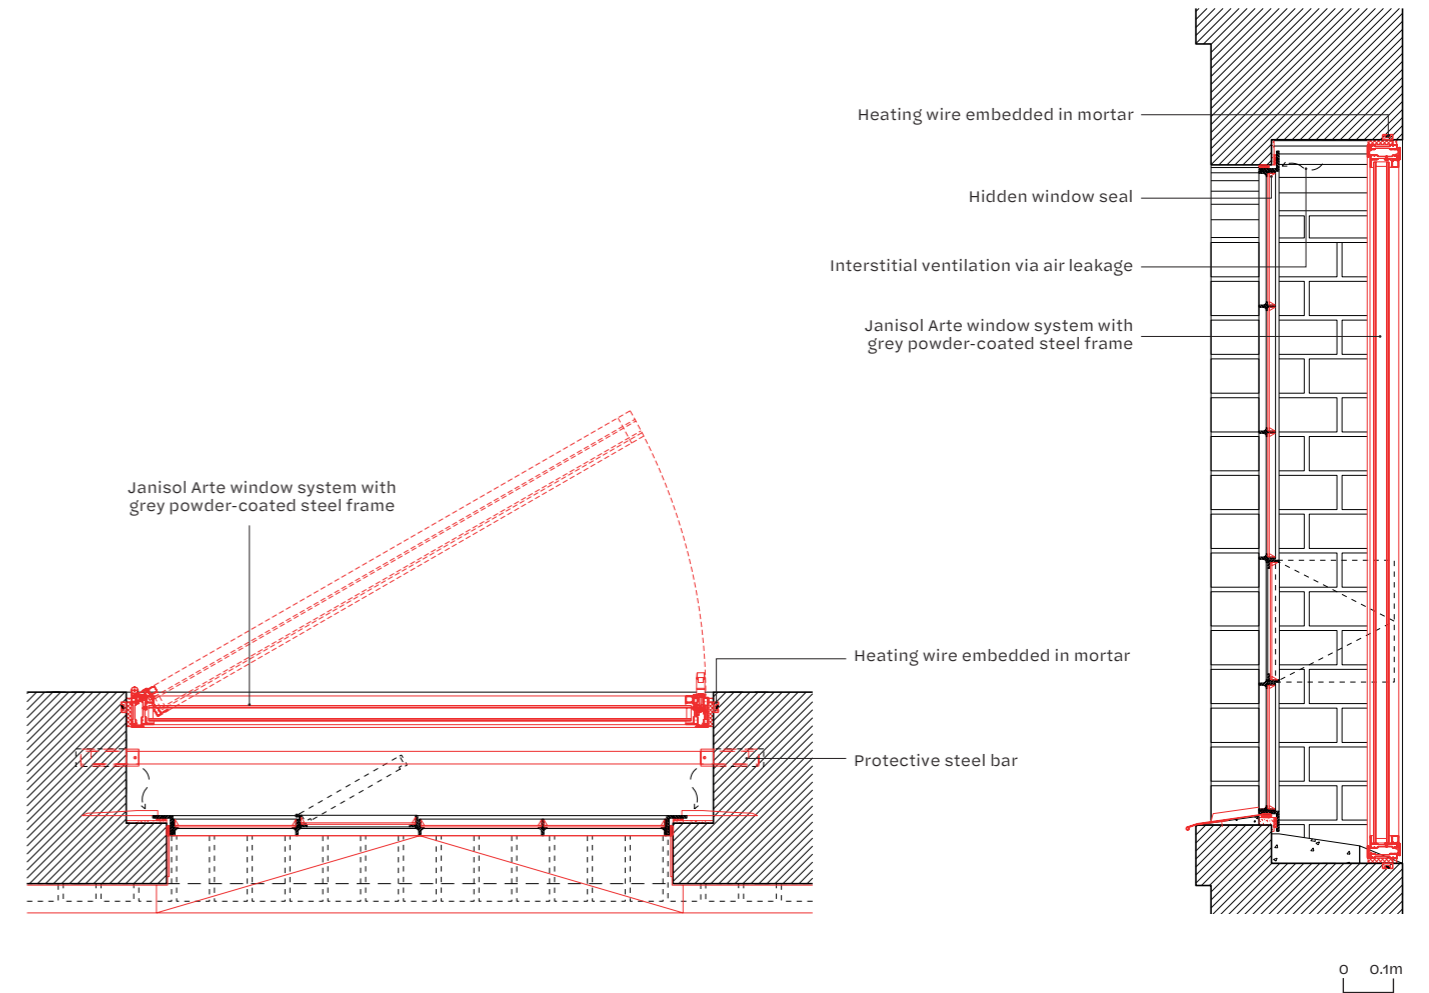 Heating wire embedded in mortar
Hidden window seal
Interstitial ventilation via air leakage
Janisol Arte window system with
grey powder-coated steel frame
Janisol Arte window system with
grey powder-coated steel frame
Heating wire embedded in mortar
Protective steel bar
0 0.1m